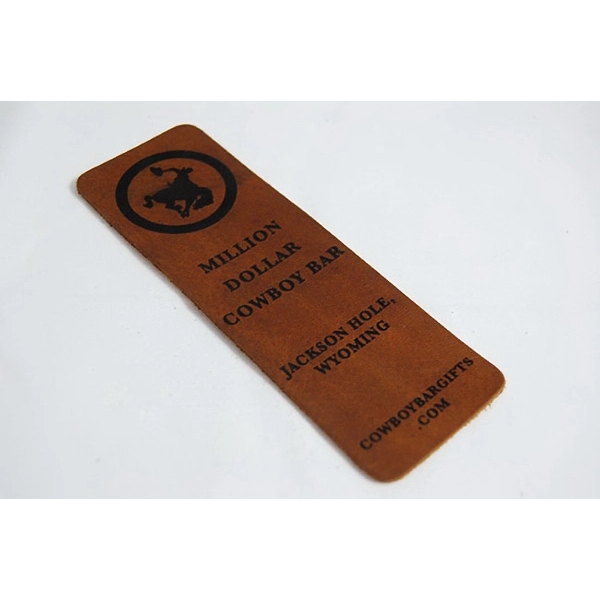 MILLION
DOLLAR
COWBOY BAR
JACKSON HOLE,
WYOMING
COWBOYBARGIFTS
.COM